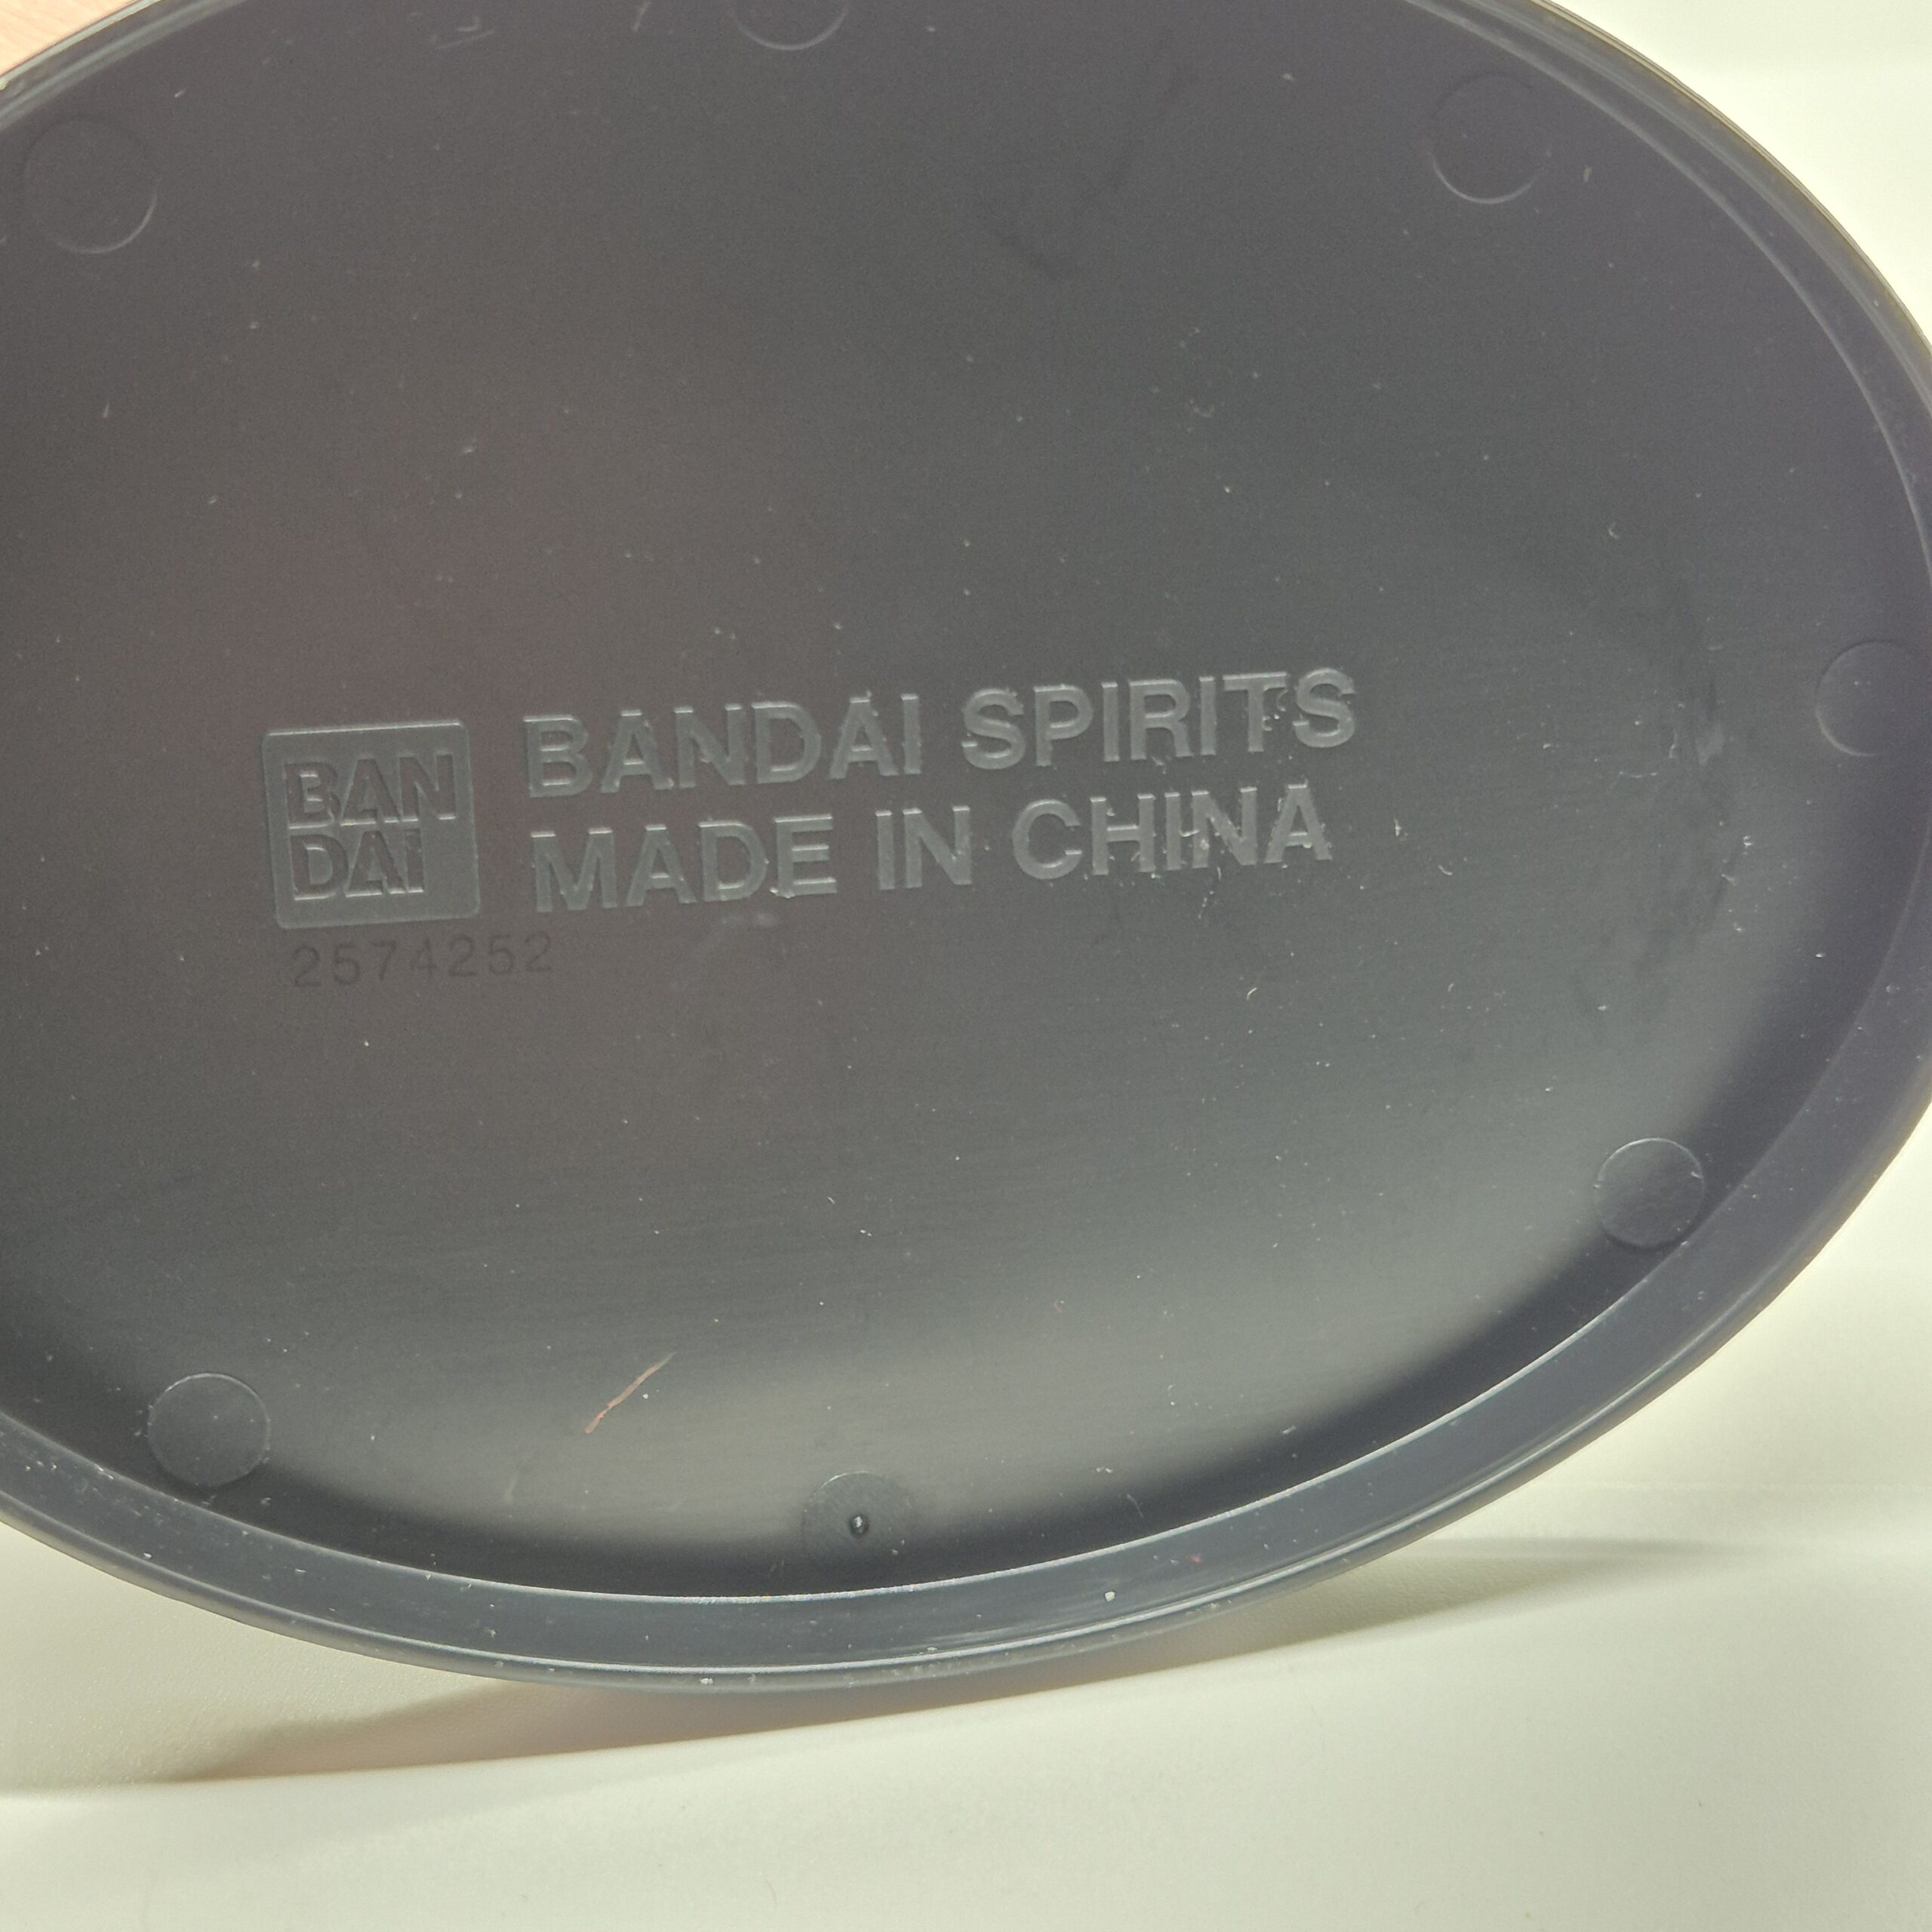 BAN
DAI
BANDAI SPIRITS
MADE IN CHINA
2574252